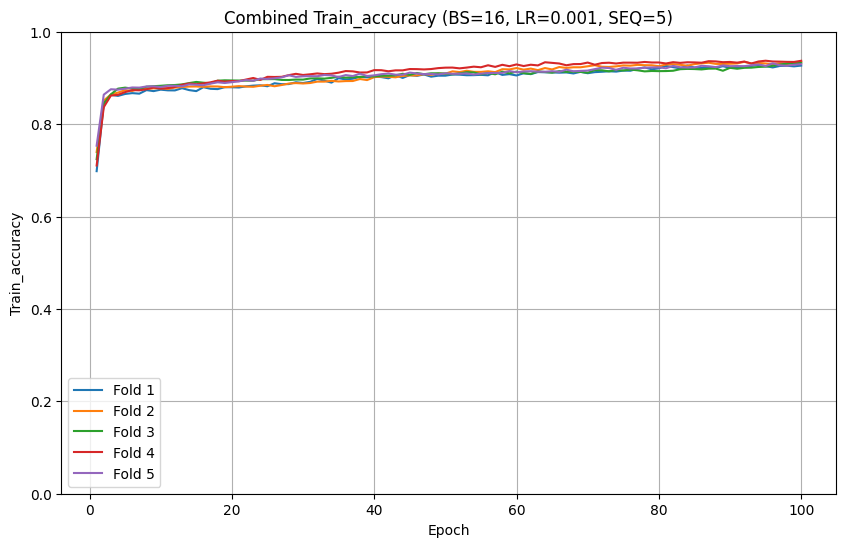 Combined Train_accuracy (BS=16, LR=0.001, SEQ=5)
Train_accuracy
1.0
0.8
0.6
0.4
0.2
0.0
Fold 1
Fold 2
Fold 3
Fold 4
Fold 5
0 20 40 60 80 100
Epoch